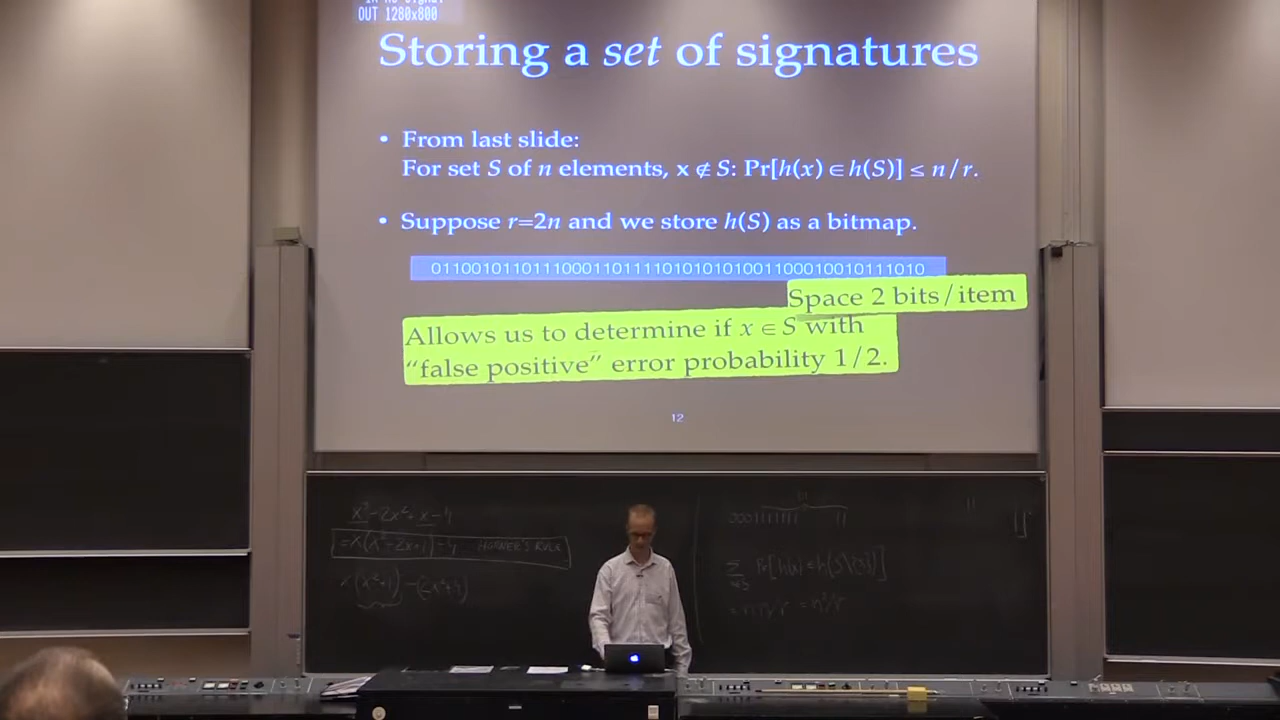 OUT 1280x800
Storing a set of signatures
• From last slide:
For set S of n elements, x ∉ S: Pr[h(x) ∈ h(S)] ≤ n/r.
• Suppose r=2n and we store h(S) as a bitmap.
01100101101110001101111010101010011000100101110​10
Space 2 bits/item
Allows us to determine if x ∈ S with
“false positive” error probability 1/2.
12
HORNER'S RULE